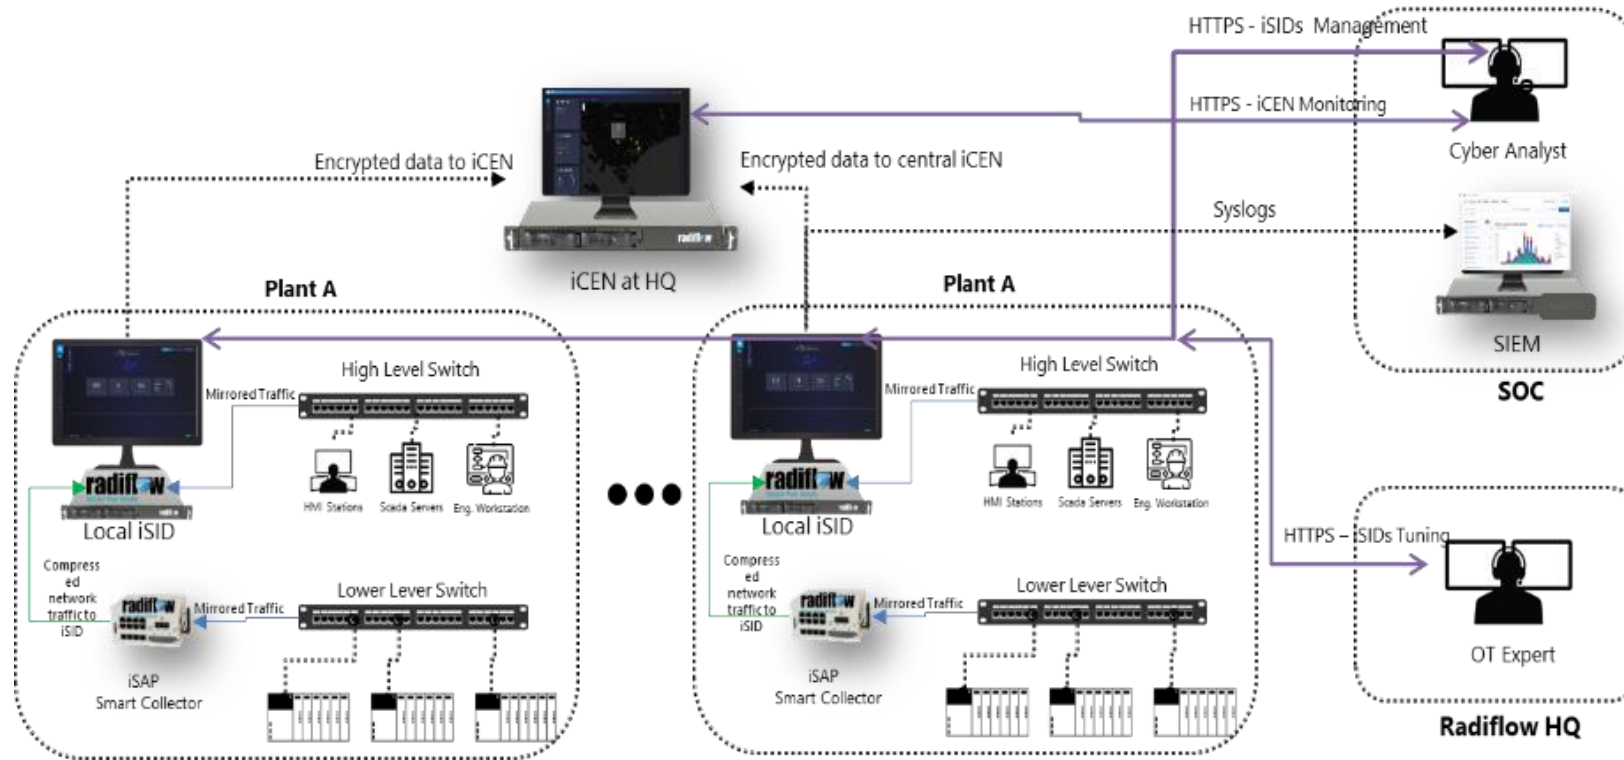 HTTPS - iSIDs Management
HTTPS - iCEN Monitoring
Cyber Analyst
Encrypted data to iCEN
Encrypted data to central iCEN
Syslogs
radiflow
iCEN at HQ
SIEM
SOC
Plant A
High Level Switch
Mirrored Traffic
HMI Stations
Scada Servers
Eng. Workstation
radiflow
Local iSID
Compress
ed
network
traffic to
iSID
Lower Lever Switch
radiflow
Mirrored Traffic
iSAP
Smart Collector
Plant A
High Level Switch
Mirrored Traffic
HMI Stations
Scada Servers
Eng. Workstation
radiflow
Local iSID
Compress
ed
network
traffic to
iSID
Lower Lever Switch
radiflow
Mirrored Traffic
iSAP
Smart Collector
HTTPS – iSIDs Tuning
OT Expert
Radiflow HQ